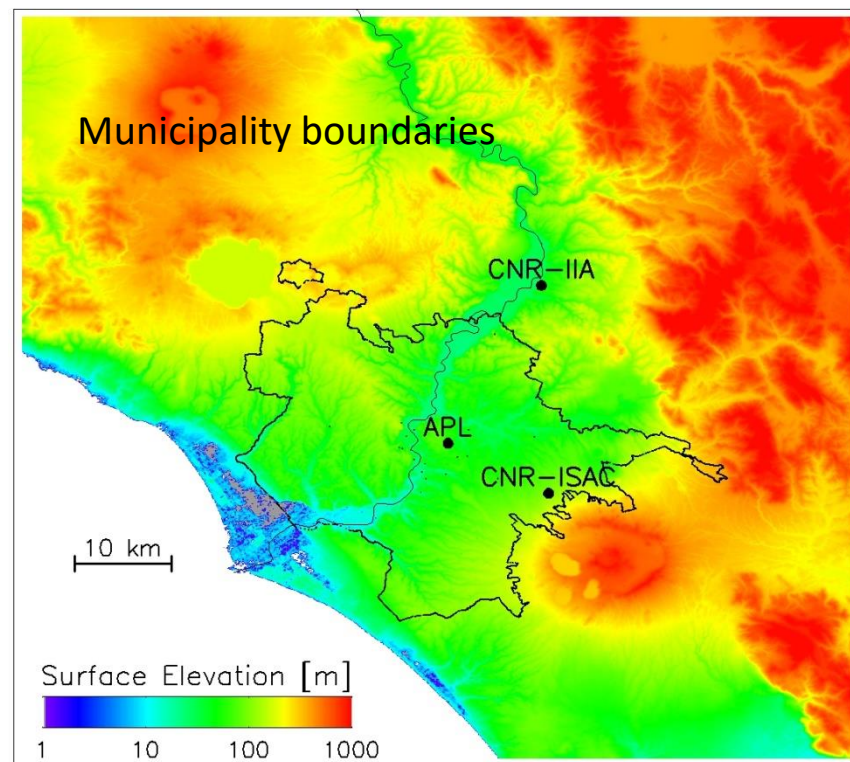 Municipality boundaries
CNR-IIA
APL
CNR-ISAC
10 km
Surface Elevation [m]
1 10 100 1000